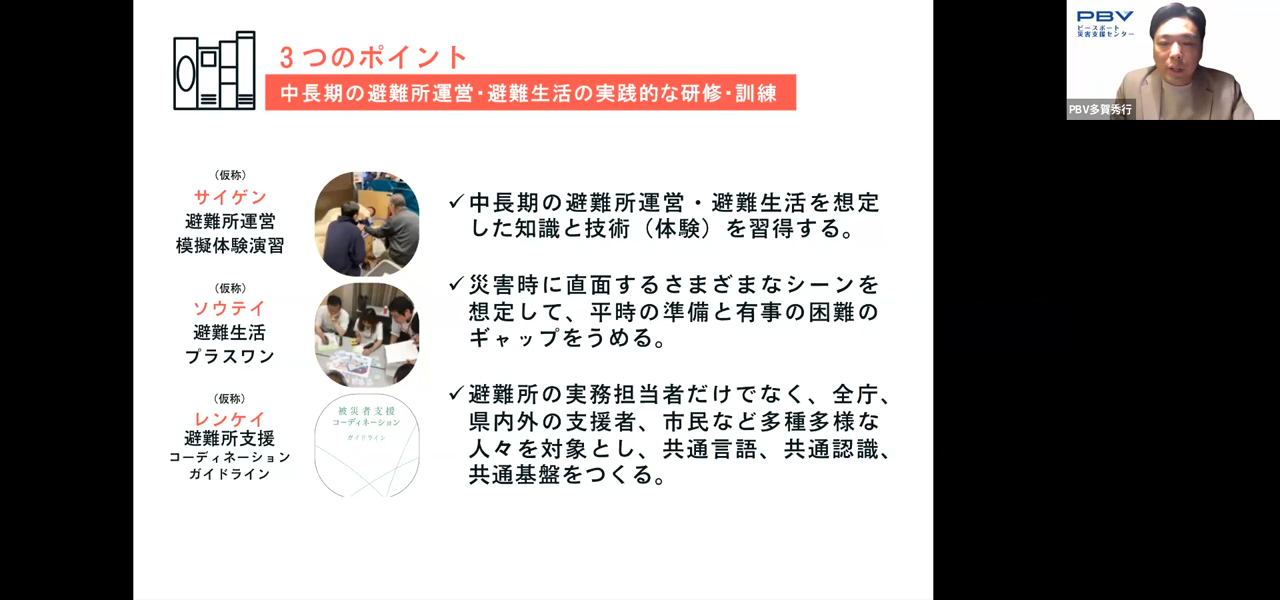 3つのポイント
中長期の避難所運営・避難生活の実践的な研修・訓練
（仮称）
サイゲン
避難所運営
模擬体験演習
（仮称）
ソウテイ
避難生活
プラスワン
（仮称）
レンケイ
避難所支援
コーディネーション
ガイドライン
被災者支援
コーディネーション
ガイドライン
✓中長期の避難所運営・避難生活を想定
した知識と技術（体験）を習得する。
✓災害時に直面するさまざまなシーンを
想定して、平時の準備と有事の困難の
ギャップをうめる。
✓避難所の実務担当者だけでなく、全庁、
県内外の支援者、市民など多種多様な
人々を対象とし、共通言語、共通認識、
共通基盤をつくる。
PBV
ピースボート
災害支援センター
PBV多賀秀行